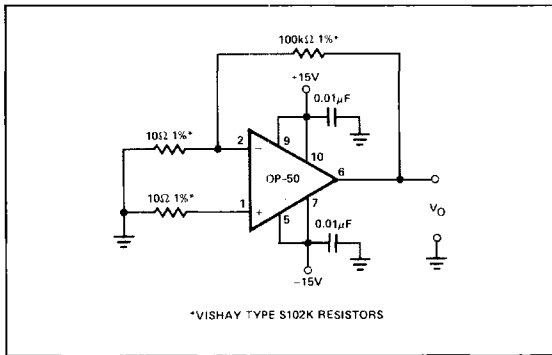 100kΩ 1%*
+15V
0.01μF
10Ω 1%*
2
−
9
10
OP-50
6
10Ω 1%*
1
+
5
7
0.01μF
VO
−15V
*VISHAY TYPE S102K RESISTORS